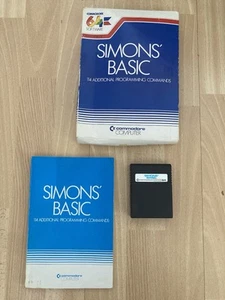 COMMODORE
64
SIMONS'
BASIC
114 ADDITIONAL PROGRAMMING COMMANDS
commodore
COMPUTER
SIMONS'
BASIC
114 ADDITIONAL PROGRAMMING COMMANDS
commodore
COMPUTER